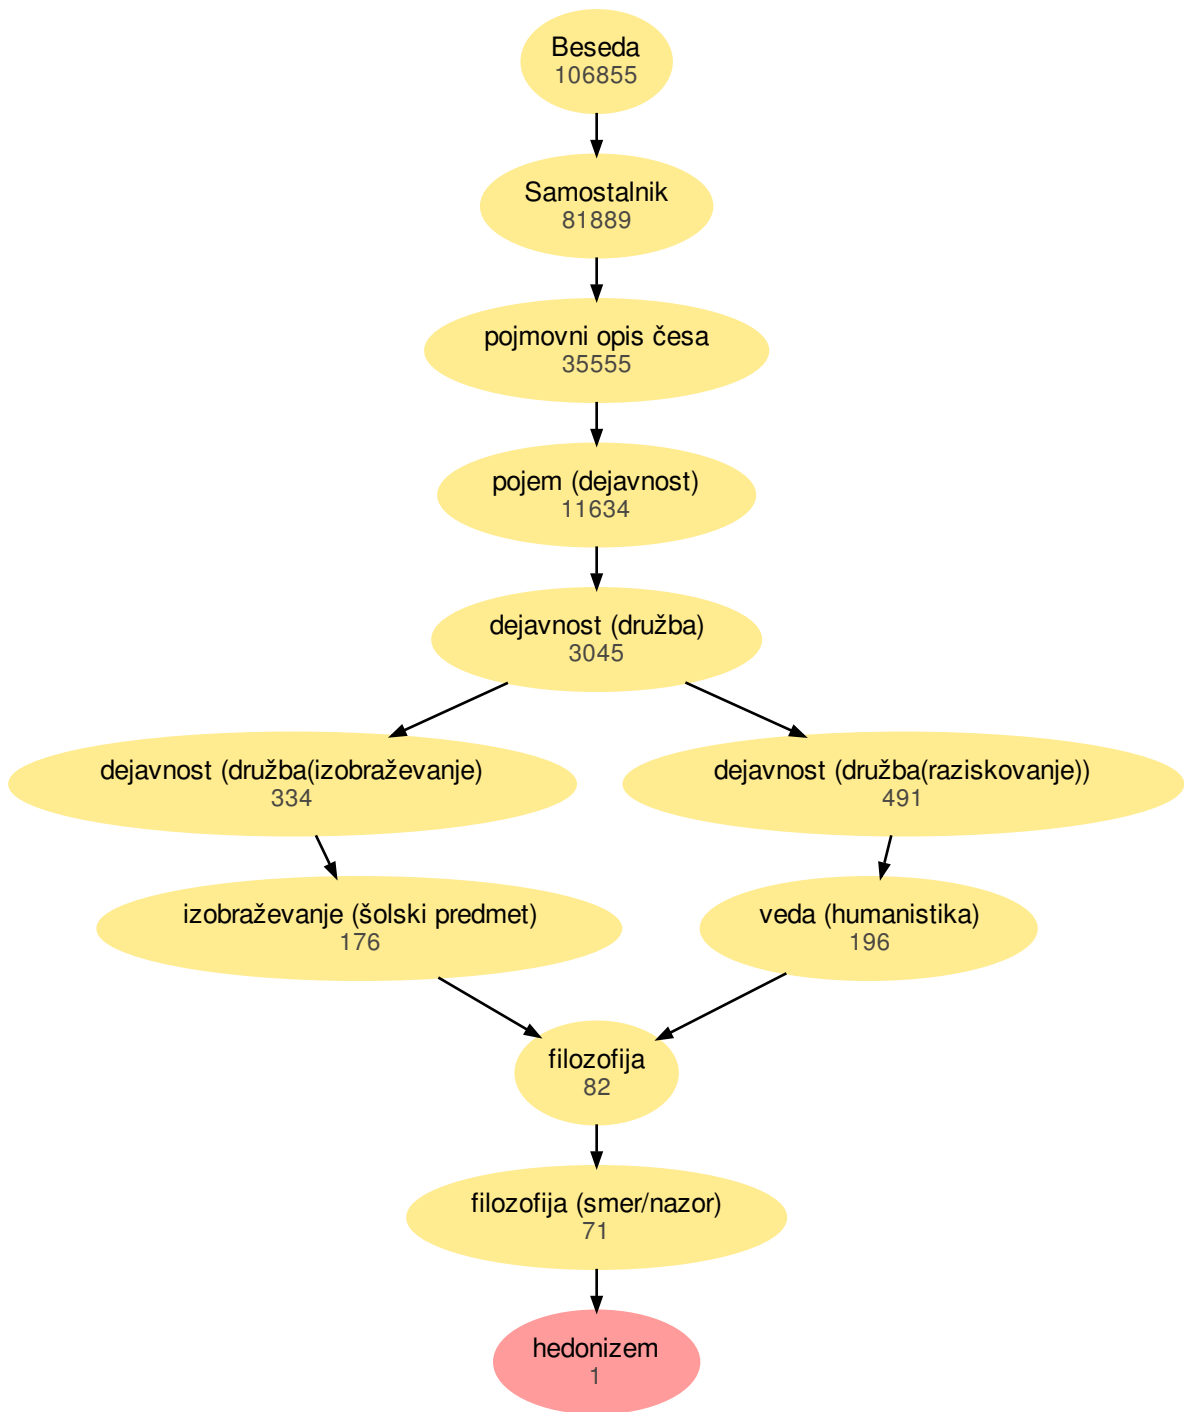 Beseda
106855
Samostalnik
81889
pojmovni opis česa
35555
pojem (dejavnost)
11634
dejavnost (družba)
3045
dejavnost (družba(izobraževanje)
334
dejavnost (družba(raziskovanje))
491
izobraževanje (šolski predmet)
176
veda (humanistika)
196
filozofija
82
filozofija (smer/nazor)
71
hedonizem
1